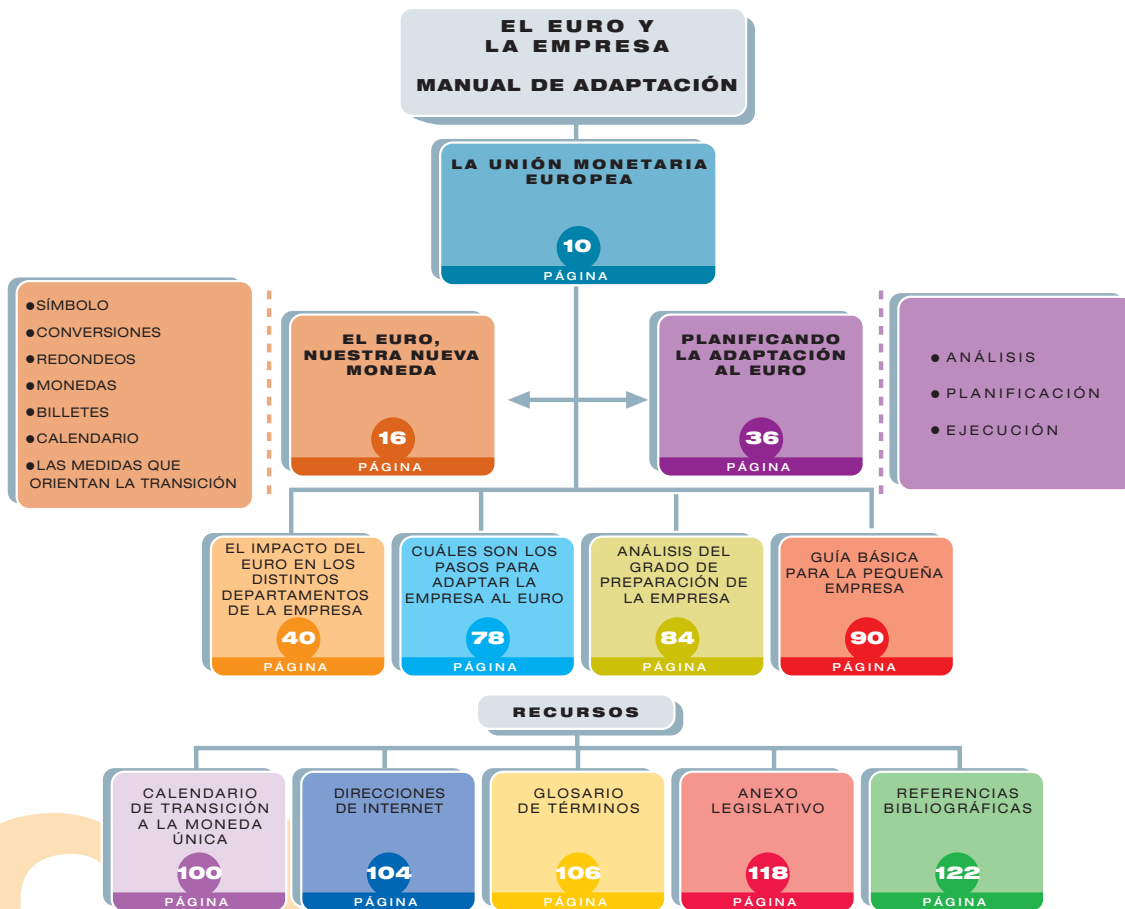 EL EURO Y
LA EMPRESA
MANUAL DE ADAPTACIÓN
LA UNIÓN MONETARIA
EUROPEA
10
PÁGINA
●SÍMBOLO
●CONVERSIONES
●REDONDEOS
●MONEDAS
●BILLETES
●CALENDARIO
●LAS MEDIDAS QUE
ORIENTAN LA TRANSICIÓN
EL EURO,
NUESTRA NUEVA
MONEDA
16
PÁGINA
PLANIFICANDO
LA ADAPTACIÓN
AL EURO
36
PÁGINA
● ANÁLISIS
● PLANIFICACIÓN
● EJECUCIÓN
EL IMPACTO DEL
EURO EN LOS
DISTINTOS
DEPARTAMENTOS
DE LA EMPRESA
40
PÁGINA
CUÁLES SON LOS
PASOS PARA
ADAPTAR LA
EMPRESA AL EURO
78
PÁGINA
ANÁLISIS DEL
GRADO DE
PREPARACIÓN DE
LA EMPRESA
84
PÁGINA
GUÍA BÁSICA
PARA LA PEQUEÑA
EMPRESA
90
PÁGINA
RECURSOS
CALENDARIO
DE TRANSICIÓN
A LA MONEDA
ÚNICA
100
PÁGINA
DIRECCIONES
DE INTERNET
104
PÁGINA
GLOSARIO
DE TÉRMINOS
106
PÁGINA
ANEXO
LEGISLATIVO
118
PÁGINA
REFERENCIAS
BIBLIOGRÁFICAS
122
PÁGINA